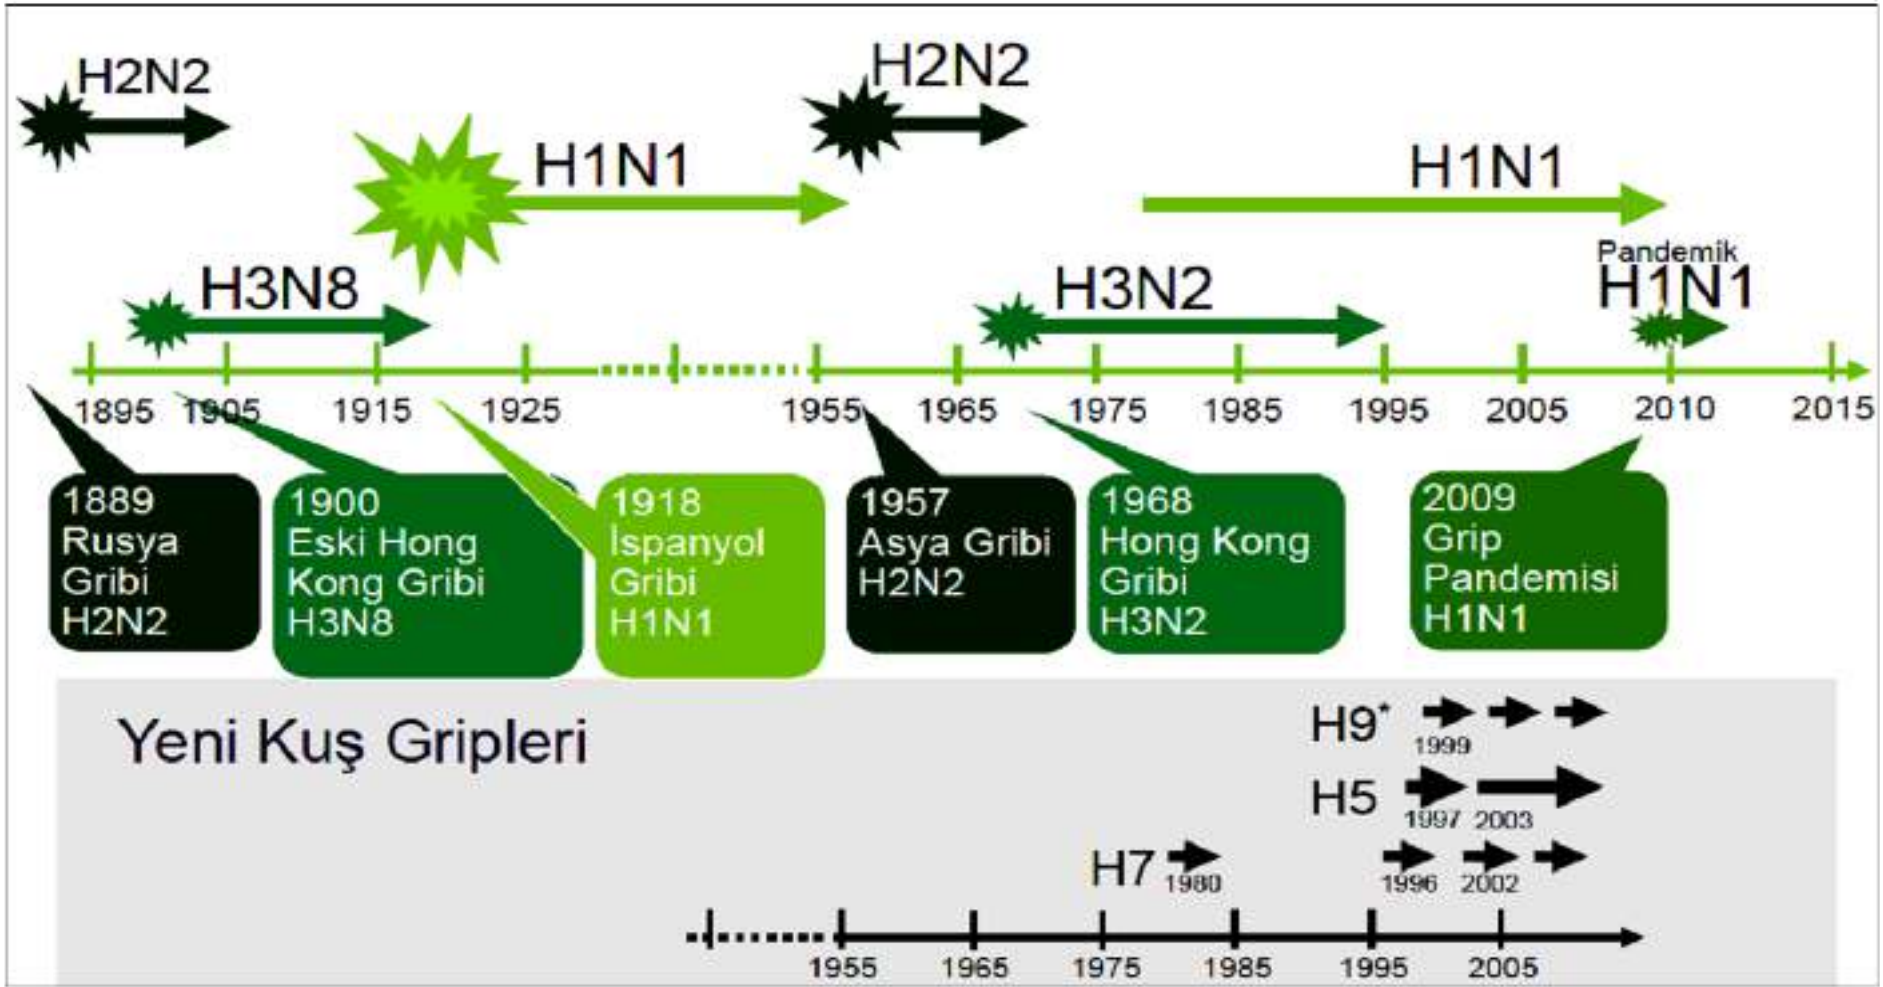 H2N2
H2N2
H1N1
H1N1
Pandemik
H1N1
H3N8
H3N2
1895 1905 1915 1925 1955 1965 1975 1985 1995 2005 2010 2015
1889
Rusya
Gribi
H2N2
1900
Eski Hong
Kong Gribi
H3N8
1918
İspanyol
Gribi
H1N1
1957
Asya Gribi
H2N2
1968
Hong Kong
Gribi
H3N2
2009
Grip
Pandemisi
H1N1
Yeni Kuş Gripleri
H9*
1999
H5
1997 2003
H7
1980 1996 2002
1955 1965 1975 1985 1995 2005